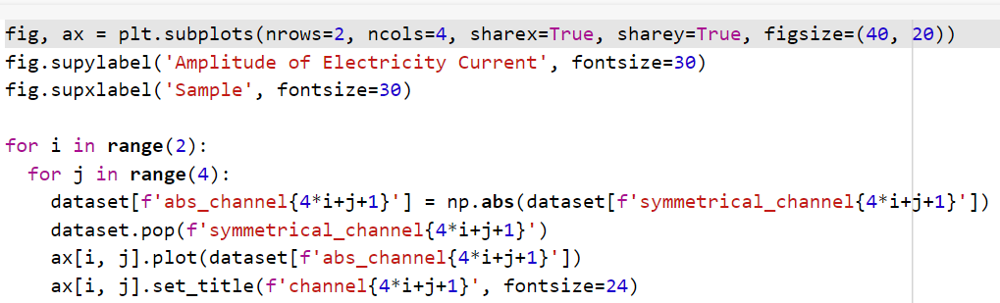 fig, ax = plt.subplots(nrows=2, ncols=4, sharex=True, sharey=True, figsize=(40, 20))
fig.supylabel('Amplitude of Electricity Current', fontsize=30)
fig.supxlabel('Sample', fontsize=30)

for i in range(2):
  for j in range(4):
    dataset[f'abs_channel{4*i+j+1}'] = np.abs(dataset[f'symmetrical_channel{4*i+j+1}'])
    dataset.pop(f'symmetrical_channel{4*i+j+1}')
    ax[i, j].plot(dataset[f'abs_channel{4*i+j+1}'])
    ax[i, j].set_title(f'channel{4*i+j+1}', fontsize=24)